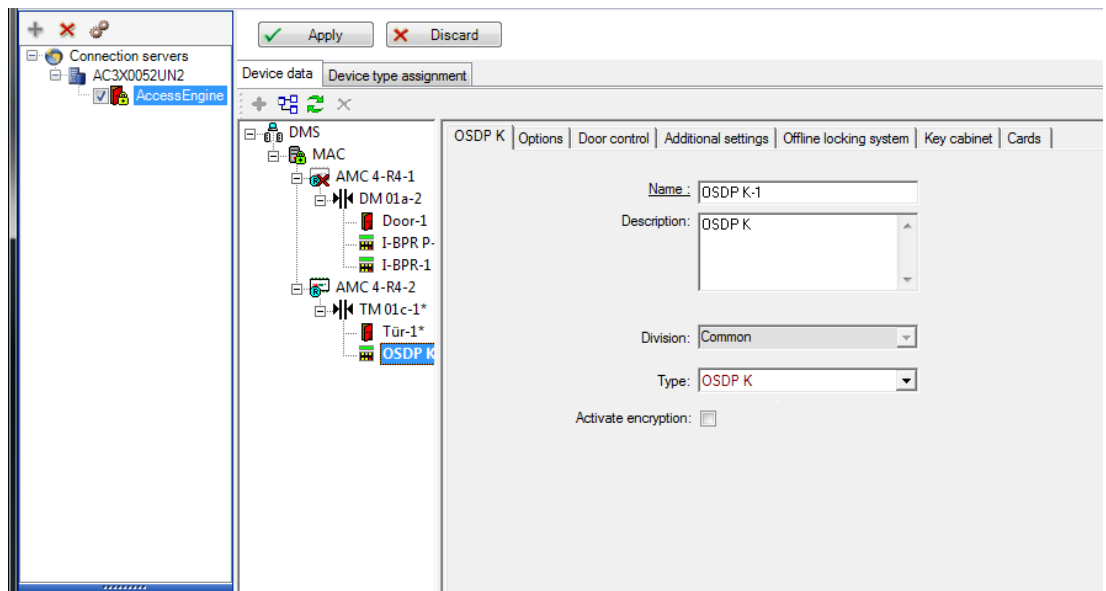 Apply Discard
Connection servers
AC3X0052UN2
AccessEngine
Device data Device type assignment
DMS
MAC
AMC 4-R4-1
DM 01a-2
Door-1
I-BPR P-
I-BPR-1
AMC 4-R4-2
TM 01c-1*
Tür-1*
OSDP K
OSDP K Options Door control Additional settings Offline locking system Key cabinet Cards
Name : OSDP K-1
Description: OSDP K
Division: Common
Type: OSDP K
Activate encryption: